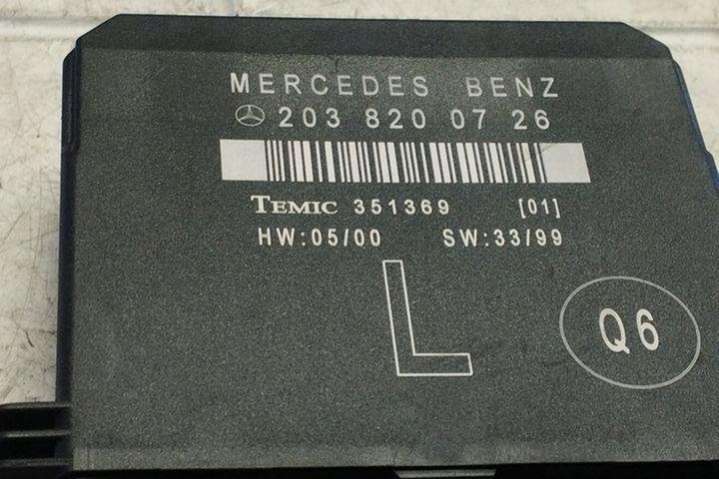 MERCEDES BENZ
203 820 07 26
TEMIC 351369 [01]
HW:05/00 SW:33/99
L
Q6